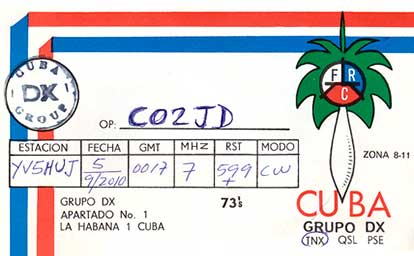 CUBA
DX
GROUP
OP: CO2JD
F R
C
ESTACION FECHA GMT MHZ RST MODO
YV5HUJ 5 9/2010 0017 7 599 CW
ZONA 8-11
GRUPO DX 73's
APARTADO No. 1
LA HABANA 1 CUBA
CUBA
GRUPO DX
TNX QSL PSE